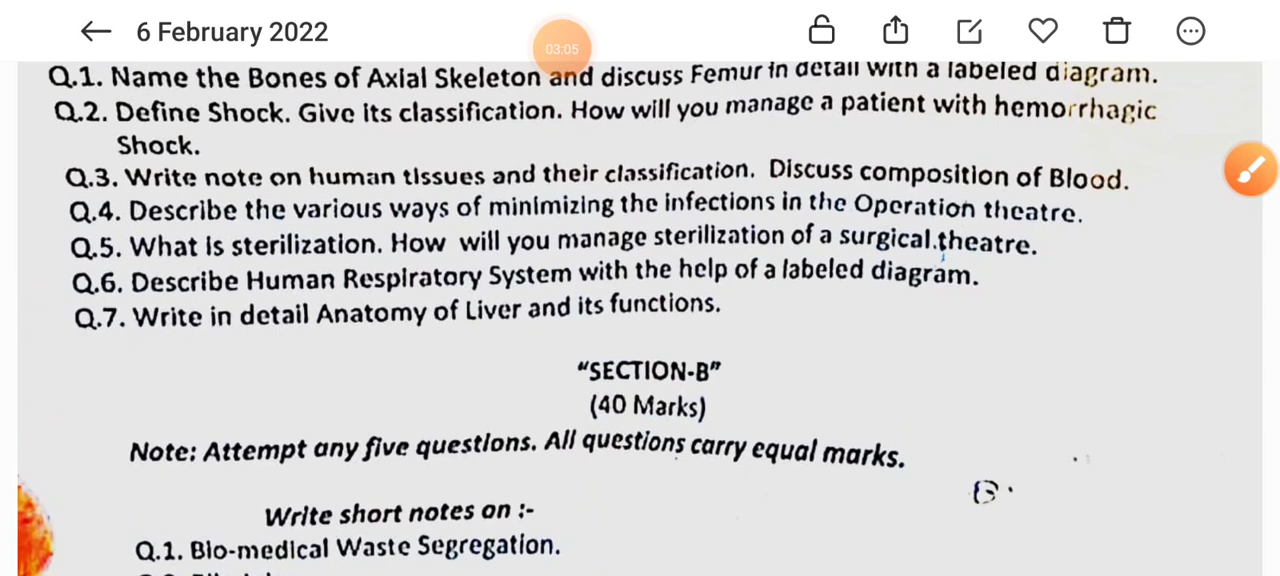 6 February 2022
03:05
Q.1. Name the Bones of Axial Skeleton and discuss Femur in detail with a labeled diagram.
Q.2. Define Shock. Give its classification. How will you manage a patient with hemorrhagic
Shock.
Q.3. Write note on human tissues and their classification. Discuss composition of Blood.
Q.4. Describe the various ways of minimizing the infections in the Operation theatre.
Q.5. What is sterilization. How will you manage sterilization of a surgical.theatre.
Q.6. Describe Human Respiratory System with the help of a labeled diagram.
Q.7. Write in detail Anatomy of Liver and its functions.
"SECTION-B"
(40 Marks)
Note: Attempt any five questions. All questions carry equal marks.
Write short notes on :-
Q.1. Bio-medical Waste Segregation.